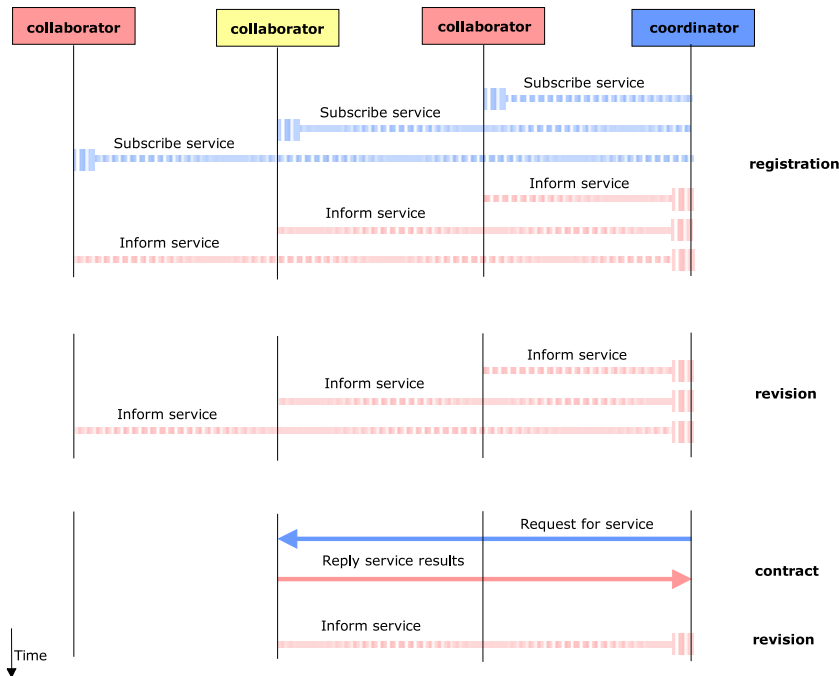 collaborator
collaborator
collaborator
coordinator
Subscribe service
Subscribe service
Subscribe service
registration
Inform service
Inform service
Inform service
Inform service
Inform service
revision
Inform service
Request for service
Reply service results
contract
Inform service
revision
Time